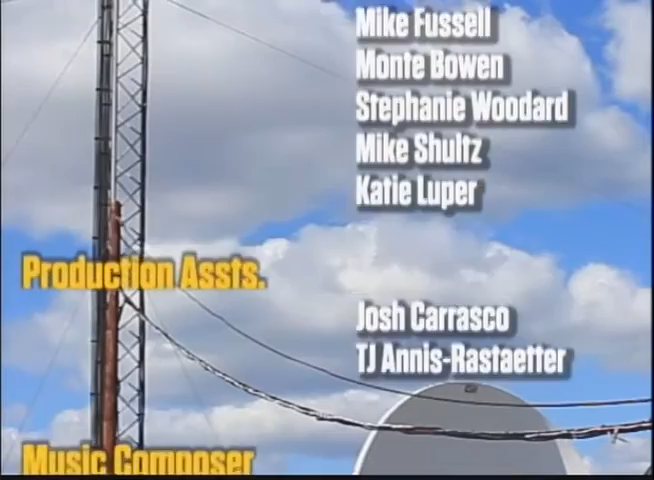 Mike Fussell
Monte Bowen
Stephanie Woodard
Mike Shultz
Katie Luper
Production Assts.
Josh Carrasco
TJ Annis-Rastaetter
Music Composer